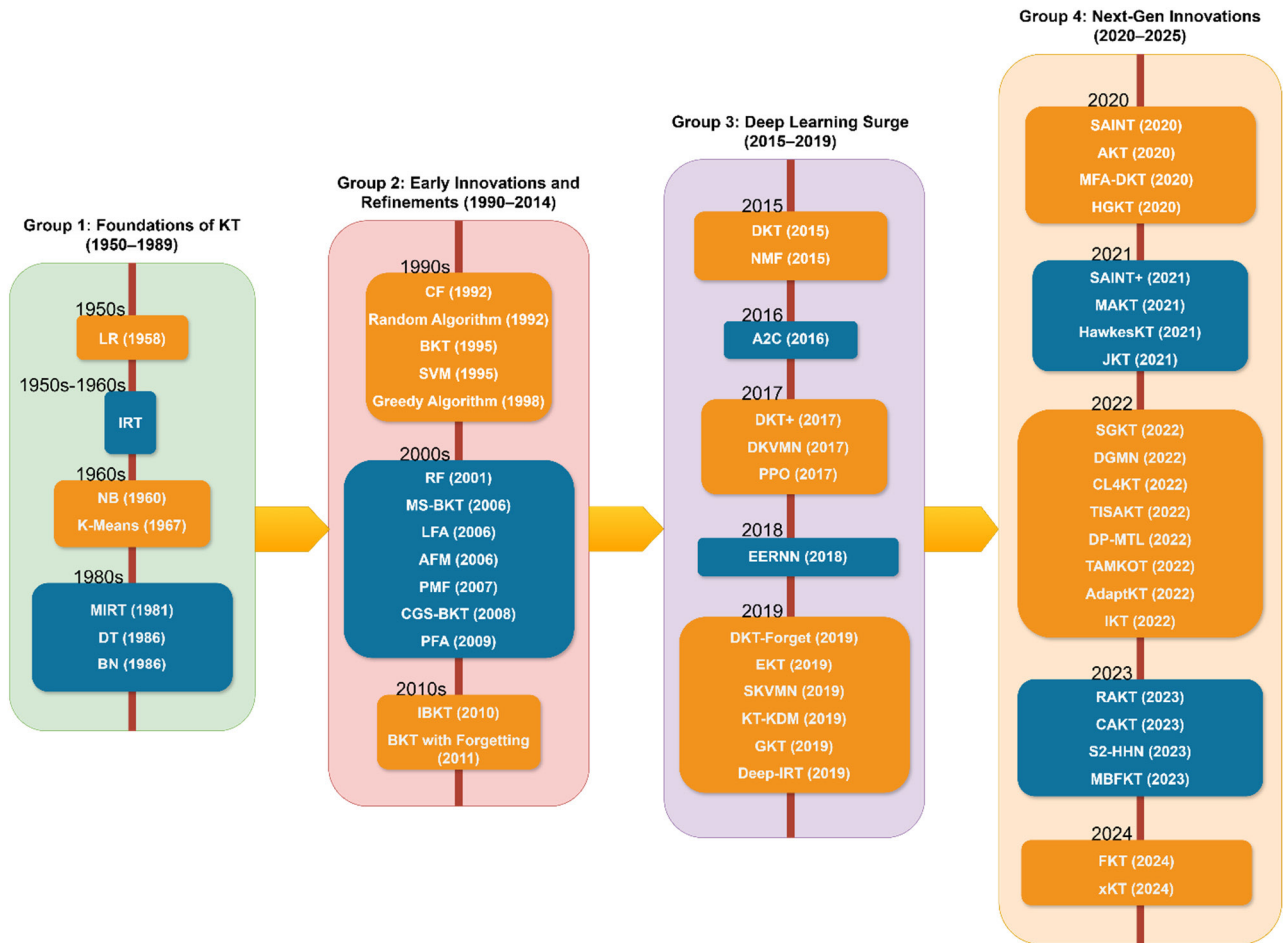 Group 1: Foundations of KT
(1950–1989)
1950s
LR (1958)
1950s-1960s
IRT
1960s
NB (1960)
K-Means (1967)
1980s
MIRT (1981)
DT (1986)
BN (1986)
Group 2: Early Innovations and
Refinements (1990–2014)
1990s
CF (1992)
Random Algorithm (1992)
BKT (1995)
SVM (1995)
Greedy Algorithm (1998)
2000s
RF (2001)
MS-BKT (2006)
LFA (2006)
AFM (2006)
PMF (2007)
CGS-BKT (2008)
PFA (2009)
2010s
IBKT (2010)
BKT with Forgetting
(2011)
Group 3: Deep Learning Surge
(2015–2019)
2015
DKT (2015)
NMF (2015)
2016
A2C (2016)
2017
DKT+ (2017)
DKVMN (2017)
PPO (2017)
2018
EERNN (2018)
2019
DKT-Forget (2019)
EKT (2019)
SKVMN (2019)
KT-KDM (2019)
GKT (2019)
Deep-IRT (2019)
Group 4: Next-Gen Innovations
(2020–2025)
2020
SAINT (2020)
AKT (2020)
MFA-DKT (2020)
HGKT (2020)
2021
SAINT+ (2021)
MAKT (2021)
HawkesKT (2021)
JKT (2021)
2022
SGKT (2022)
DGMN (2022)
CL4KT (2022)
TISAKT (2022)
DP-MTL (2022)
TAMKOT (2022)
AdaptKT (2022)
IKT (2022)
2023
RAKT (2023)
CAKT (2023)
S2-HHN (2023)
MBFKT (2023)
2024
FKT (2024)
xKT (2024)